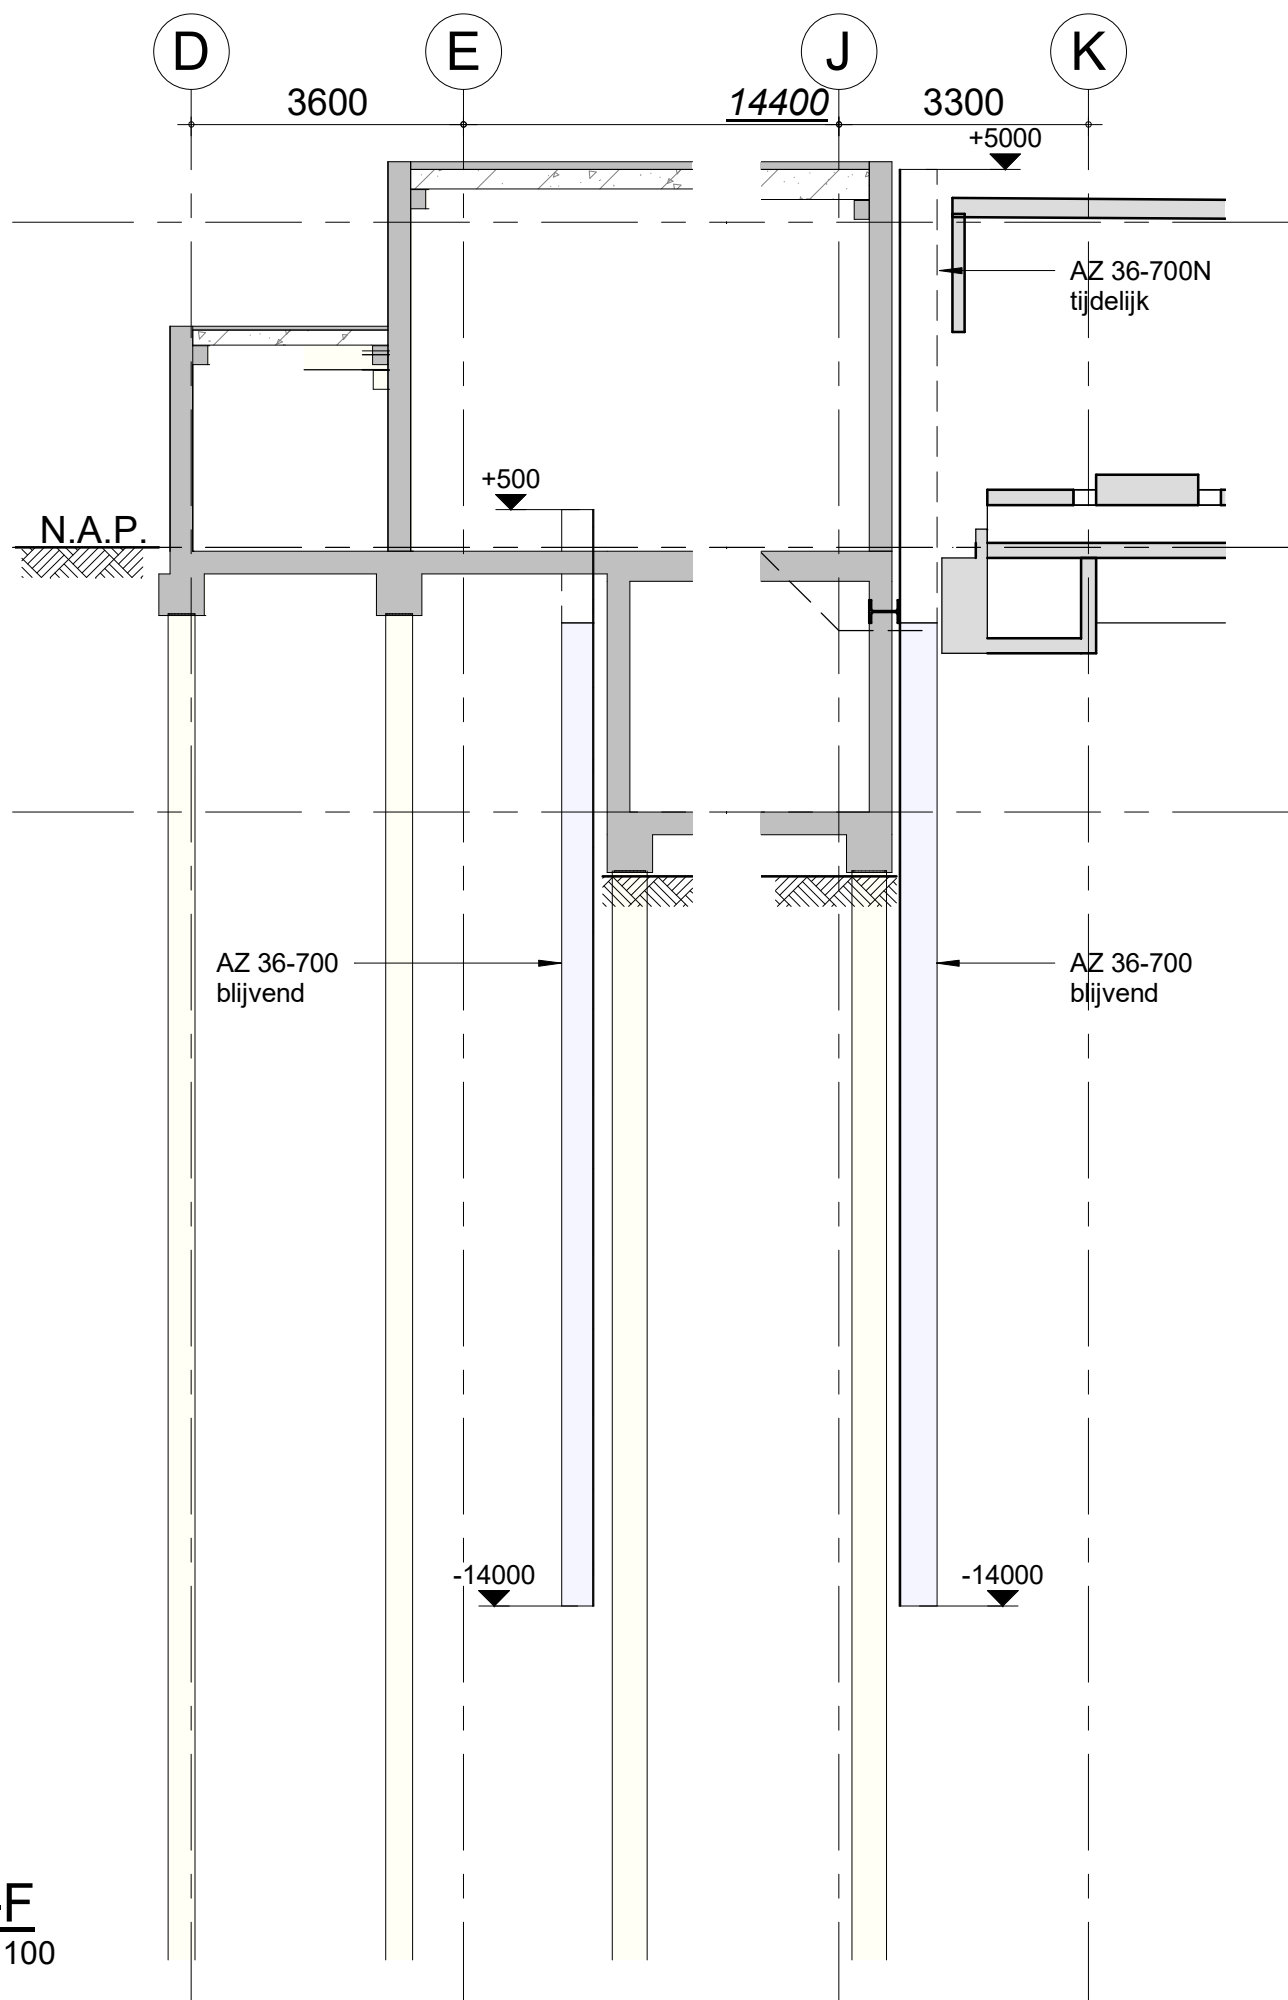 D E J K
3600 14400 3300
+5000
AZ 36-700N
tijdelijk
+500
N.A.P.
AZ 36-700
blijvend
AZ 36-700
blijvend
-14000
-14000
-F
100